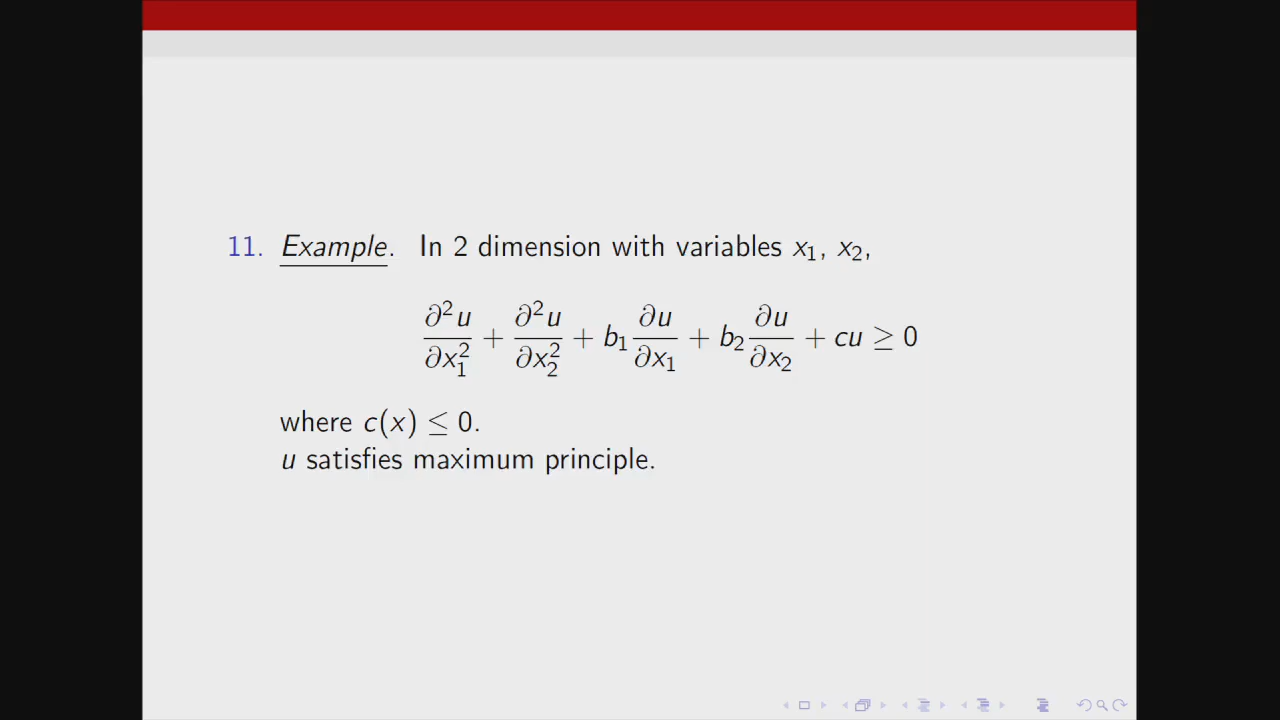 11. Example. In 2 dimension with variables x₁, x₂,
∂²u/∂x₁² + ∂²u/∂x₂² + b₁ ∂u/∂x₁ + b₂ ∂u/∂x₂ + cu ≥ 0
where c(x) ≤ 0.
u satisfies maximum principle.